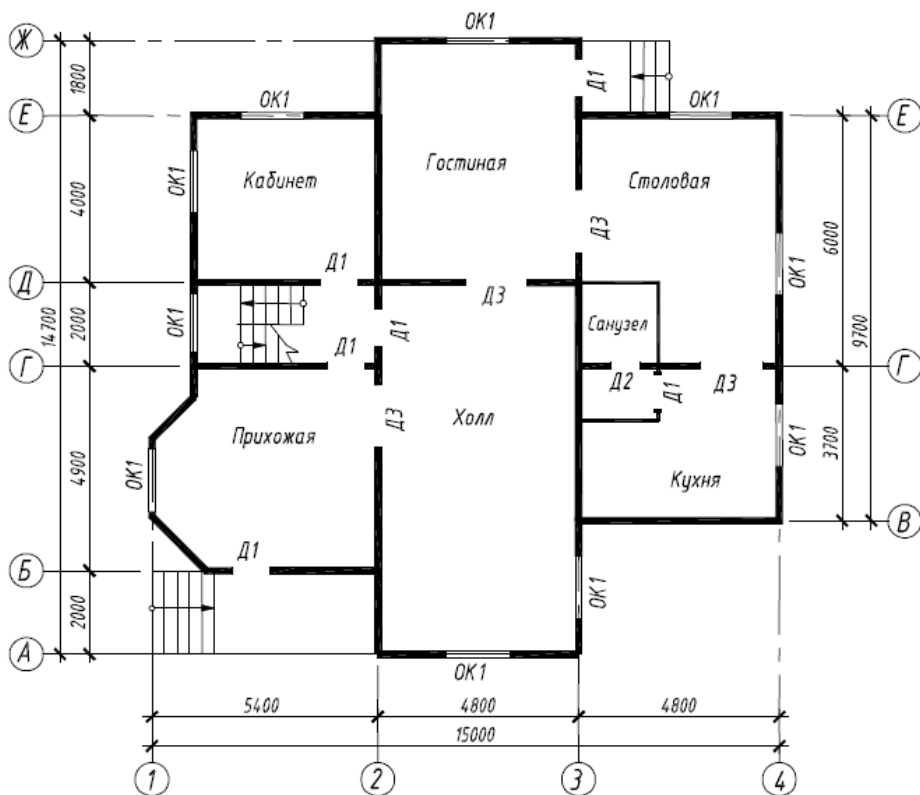 ОК1
Ж
Д1
1800
ОК1
ОК1
Е
Е
Кабинет
Гостиная
Столовая
ОК1
4000
6000
Д3
Д1
ОК1
Д
Д3
14700
2000
ОК1
Санузел
9700
Д1
Д1
Г
Г
Д2
Д1
Д3
Прихожая
Д3
Холл
ОК1
3700
4900
ОК1
Кухня
В
Д1
Б
ОК1
2000
А
ОК1
5400
4800
4800
15000
1
2
3
4